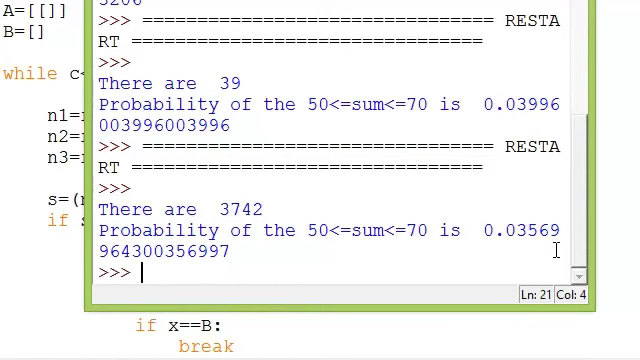 3206
A=[[]]
>>> ================================ RESTA
B=[]
RT ================================
while c
>>>
There are  39
Probability of the 50<=sum<=70 is  0.03996
n1=
003996003996
n2=
>>> ================================ RESTA
n3=
RT ================================
>>>
s=(
There are  3742
if s
Probability of the 50<=sum<=70 is  0.03569
964300356997
>>>
Ln: 21 Col: 4
if x==B:
break